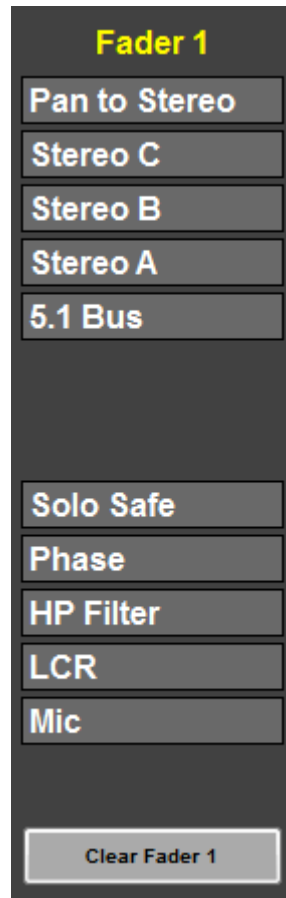 Fader 1
Pan to Stereo
Stereo C
Stereo B
Stereo A
5.1 Bus
Solo Safe
Phase
HP Filter
LCR
Mic
Clear Fader 1